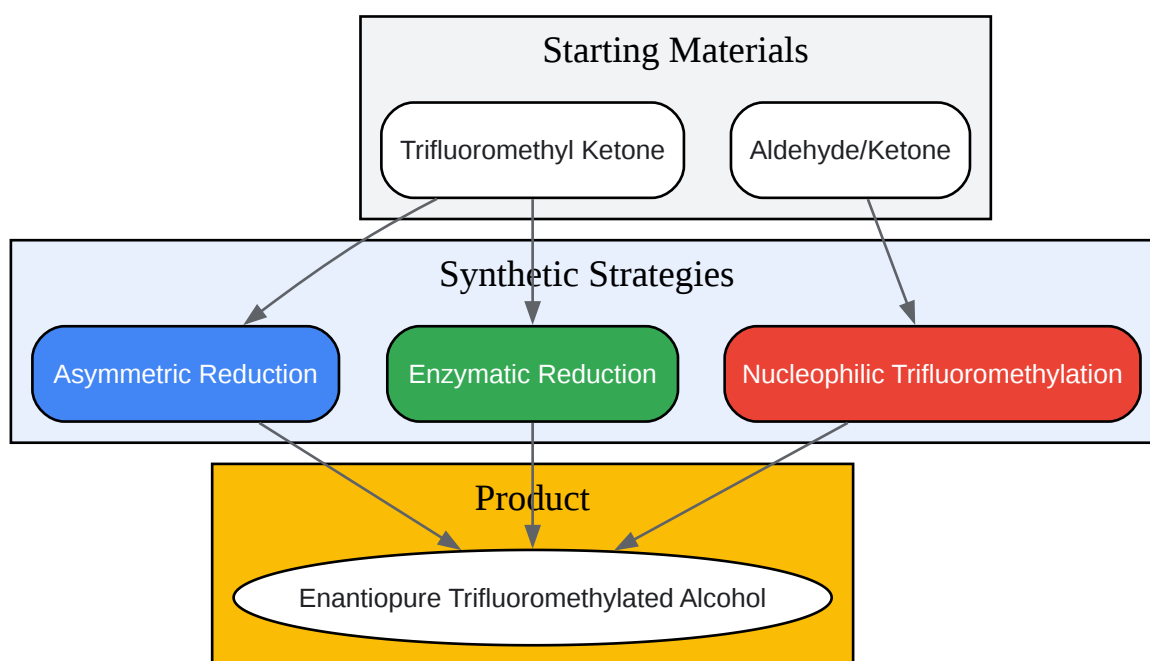 Starting Materials
Trifluoromethyl Ketone
Aldehyde/Ketone
Synthetic Strategies
Asymmetric Reduction
Enzymatic Reduction
Nucleophilic Trifluoromethylation
Product
Enantiopure Trifluoromethylated Alcohol